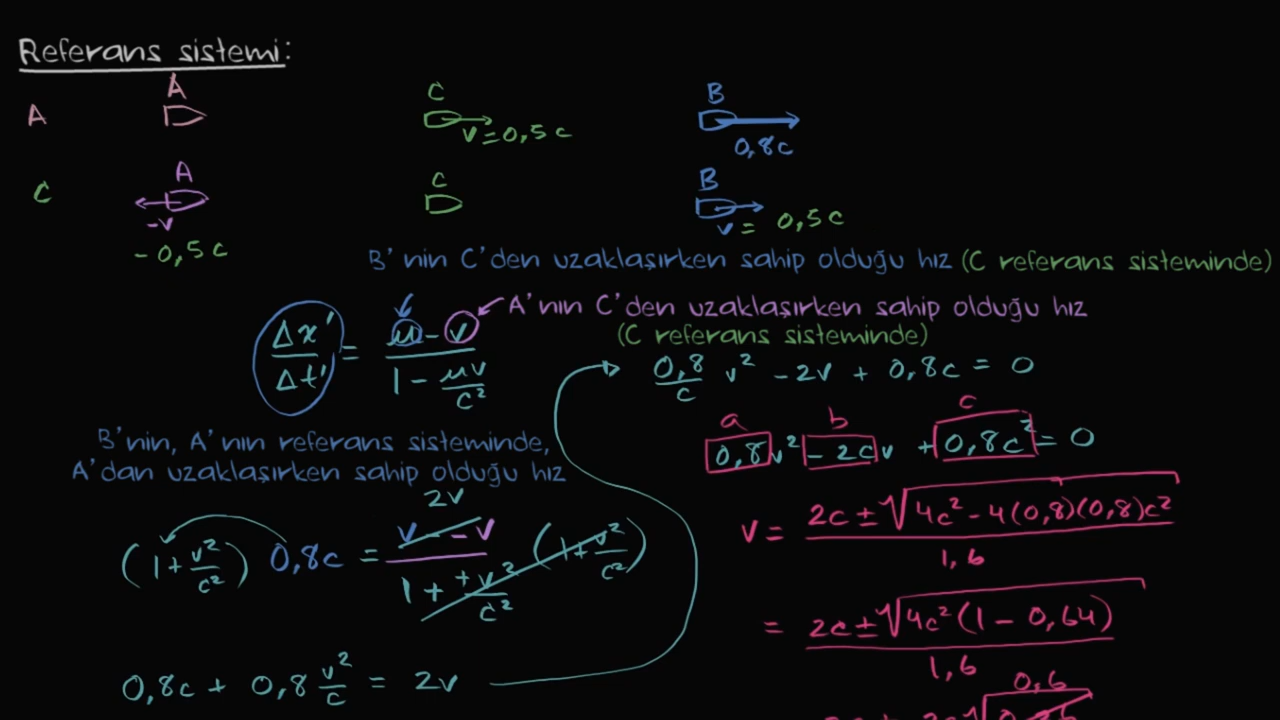 Referans sistemi:
A A C v=0,5c B 0,8c
C A -v -0,5c C B v = 0,5c
B'nin C'den uzaklaşırken sahip olduğu hız (C referans sisteminde)
A'nın C'den uzaklaşırken sahip olduğu hız
(C referans sisteminde)
Δx'/Δt' = (u - v)/(1 - uv/c²)
0,8/c v² - 2v + 0,8c = 0
a b c
0,8v² - 2cv + 0,8c² = 0
B'nin, A'nın referans sisteminde,
A'dan uzaklaşırken sahip olduğu hız
2v
(1 + v²/c²) 0,8c = (v - -v)/(1 + +v²/c²) (1 + v²/c²)
v = (2c ± √(4c² - 4(0,8)(0,8)c²))/1,6
= (2c ± √(4c²(1 - 0,64)))/1,6
0,8c + 0,8 v²/c = 2v
0,6